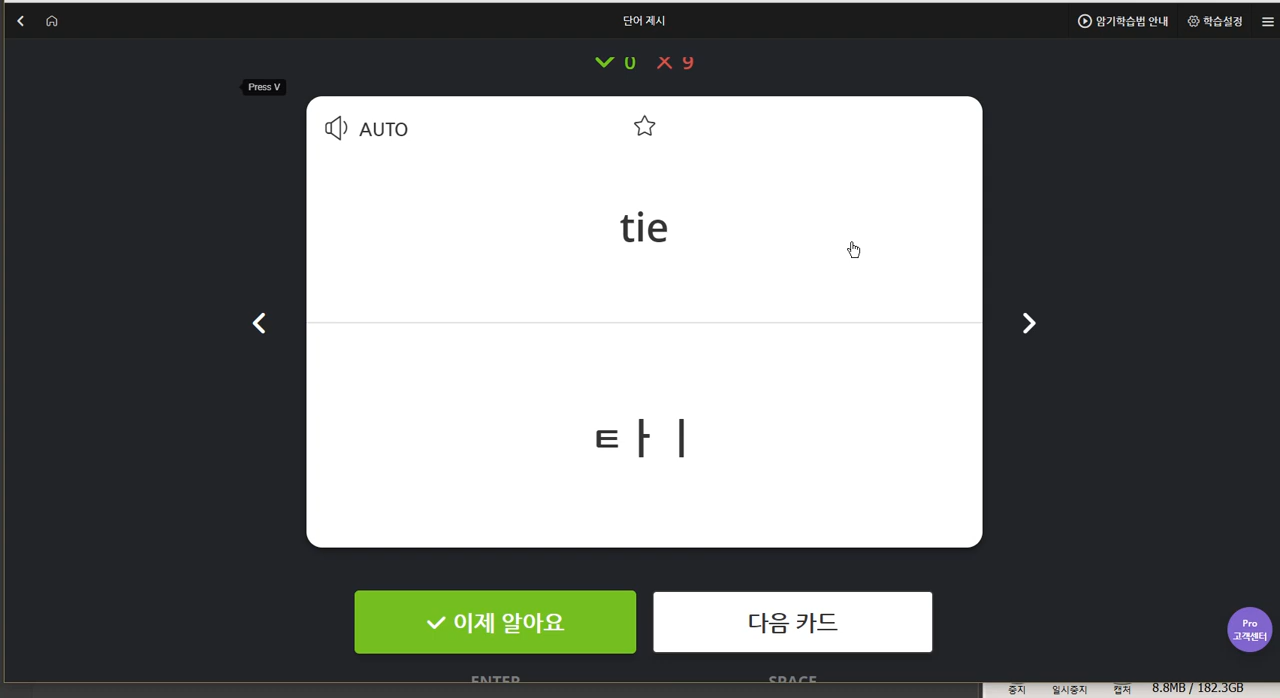 단어 제시
암기학습법 안내
학습설정
0
9
Press V
AUTO
tie
ㅌ ㅏ ㅣ
이제 알아요
다음 카드
Pro
고객센터
ENTER
SPACE
중지
일시중지
캡처
8.8MB / 182.3GB